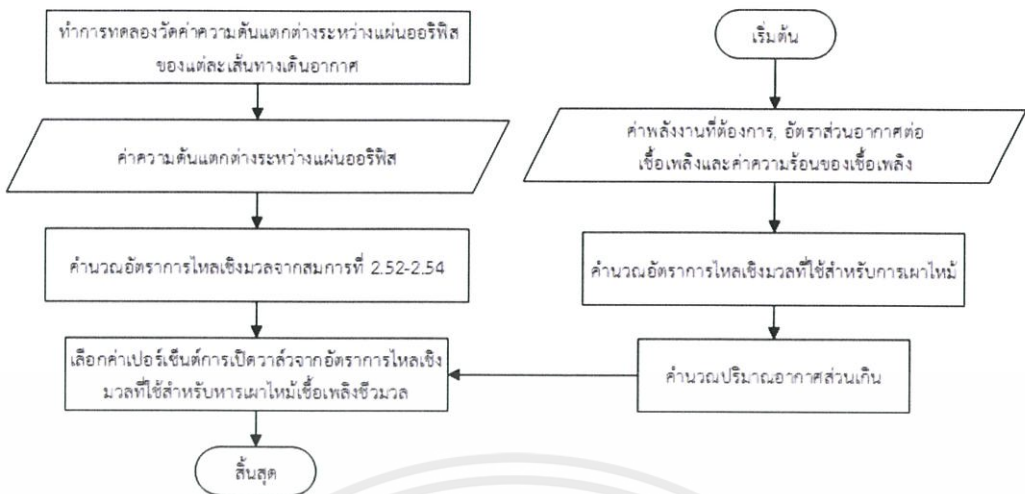 ทำการทดลองวัดค่าความดันแตกต่างระหว่างแผ่นออริฟิส
ของแต่ละเส้นทางเดินอากาศ
ค่าความดันแตกต่างระหว่างแผ่นออริฟิส
คำนวณอัตราการไหลเชิงมวลจากสมการที่ 2.52-2.54
เลือกค่าเปอร์เซ็นต์การเปิดวาล์วจากอัตราการไหลเชิง
มวลที่ใช้สำหรับหารเผาไหม้เชื้อเพลิงชีวมวล
สิ้นสุด
เริ่มต้น
ค่าพลังงานที่ต้องการ, อัตราส่วนอากาศต่อ
เชื้อเพลิงและค่าความร้อนของเชื้อเพลิง
คำนวณอัตราการไหลเชิงมวลที่ใช้สำหรับการเผาไหม้
คำนวณปริมาณอากาศส่วนเกิน